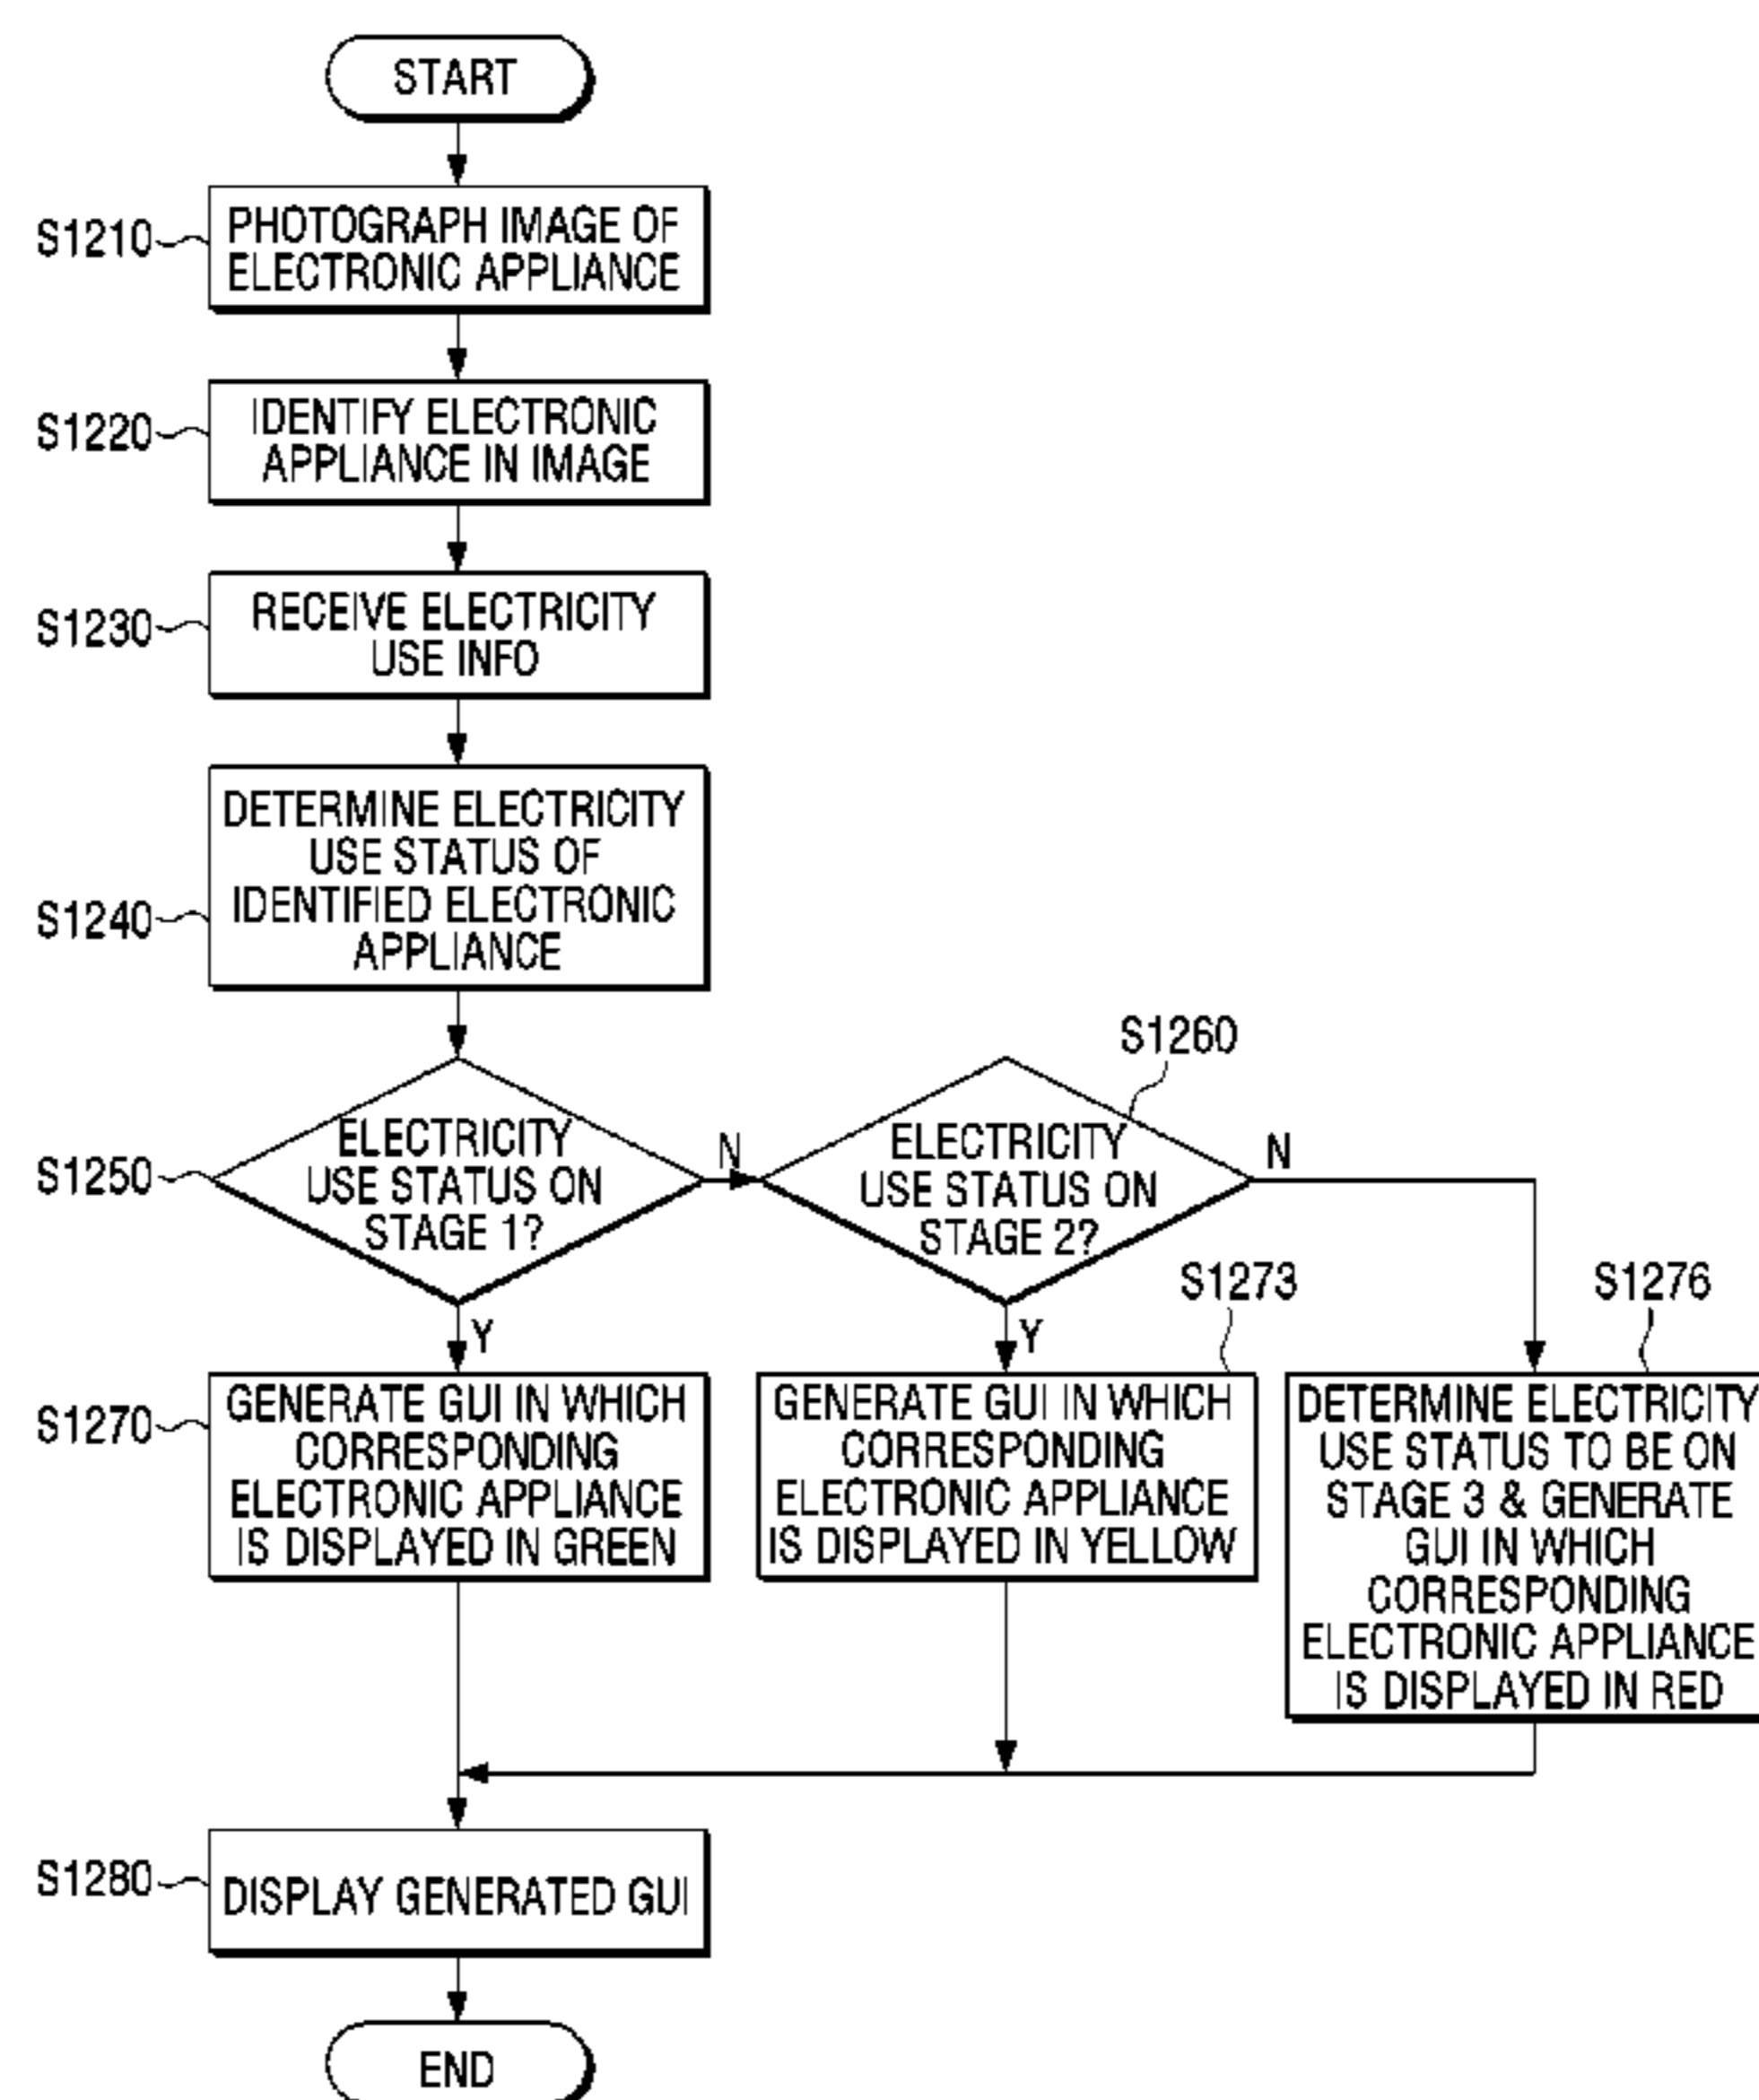 START
S1210
PHOTOGRAPH IMAGE OF
ELECTRONIC APPLIANCE
S1220
IDENTIFY ELECTRONIC
APPLIANCE IN IMAGE
S1230
RECEIVE ELECTRICITY
USE INFO
S1240
DETERMINE ELECTRICITY
USE STATUS OF
IDENTIFIED ELECTRONIC
APPLIANCE
S1250
ELECTRICITY
USE STATUS ON
STAGE 1?
N
Y
S1260
ELECTRICITY
USE STATUS ON
STAGE 2?
N
Y
S1270
GENERATE GUI IN WHICH
CORRESPONDING
ELECTRONIC APPLIANCE
IS DISPLAYED IN GREEN
S1273
GENERATE GUI IN WHICH
CORRESPONDING
ELECTRONIC APPLIANCE
IS DISPLAYED IN YELLOW
S1276
DETERMINE ELECTRICITY
USE STATUS TO BE ON
STAGE 3 & GENERATE
GUI IN WHICH
CORRESPONDING
ELECTRONIC APPLIANCE
IS DISPLAYED IN RED
S1280
DISPLAY GENERATED GUI
END